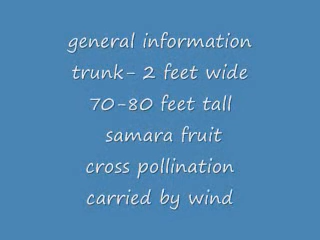 general information
trunk- 2 feet wide
70-80 feet tall
samara fruit
cross pollination
carried by wind